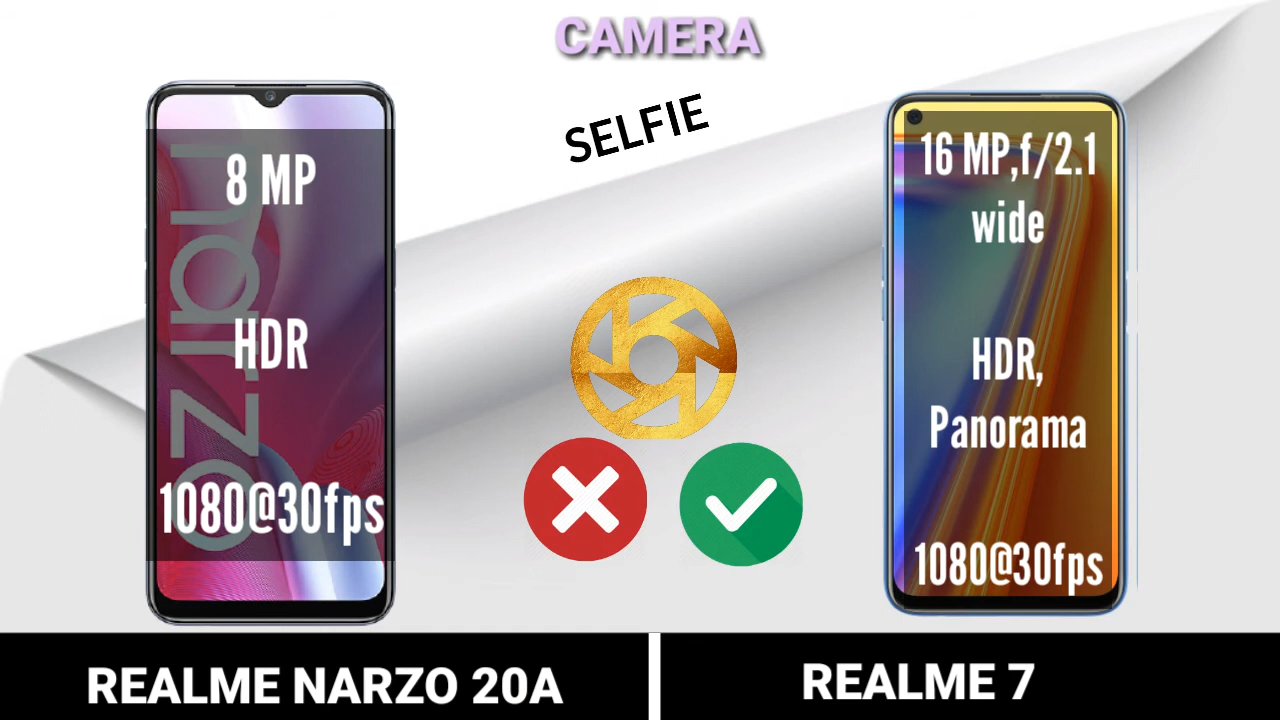 CAMERA
SELFIE
narzo
8 MP
HDR
1080@30fps
16 MP,f/2.1
wide
HDR,
Panorama
1080@30fps
REALME NARZO 20A
REALME 7